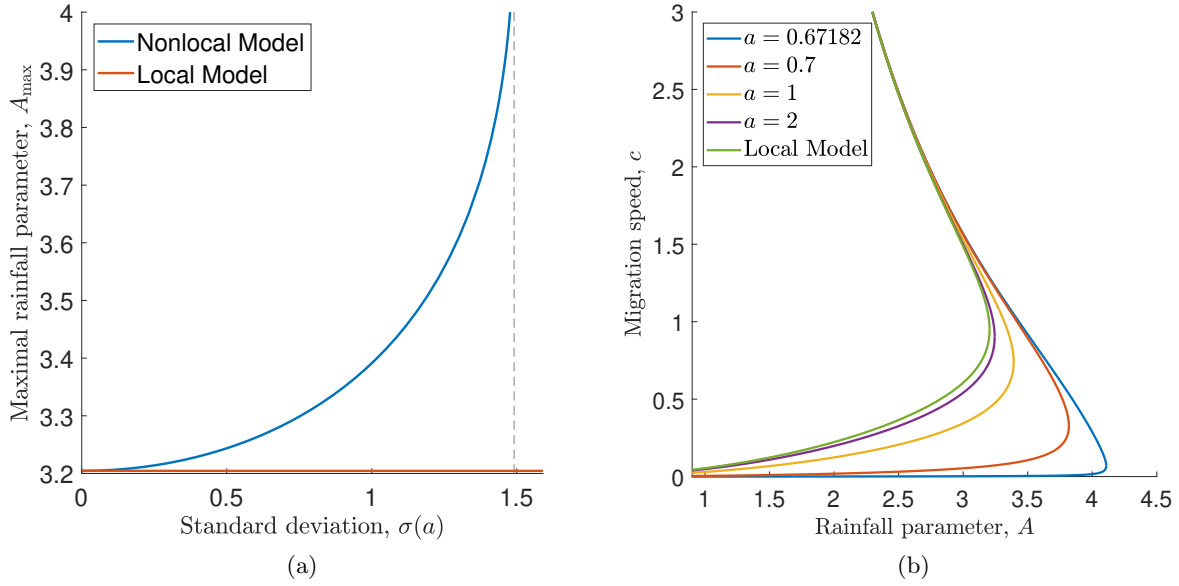 4
3.9
3.8
3.7
3.6
3.5
3.4
3.3
3.2
0
0.5
1
1.5
Maximal rainfall parameter, A_max
Standard deviation, σ(a)
Nonlocal Model
Local Model
(a)
3
2.5
2
1.5
1
0.5
0
1
1.5
2
2.5
3
3.5
4
4.5
Migration speed, c
Rainfall parameter, A
a = 0.67182
a = 0.7
a = 1
a = 2
Local Model
(b)